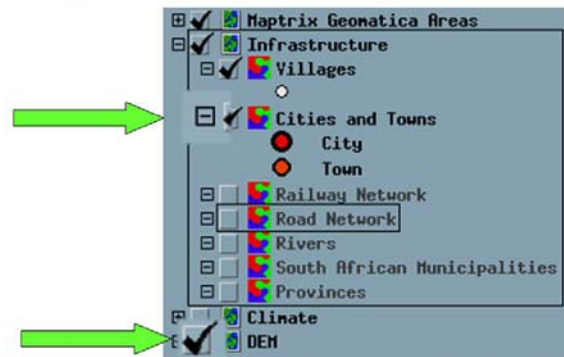 Maptrix Geomatica Areas
Infrastructure
Villages
Cities and Towns
City
Town
Railway Network
Road Network
Rivers
South African Municipalities
Provinces
Climate
DEM